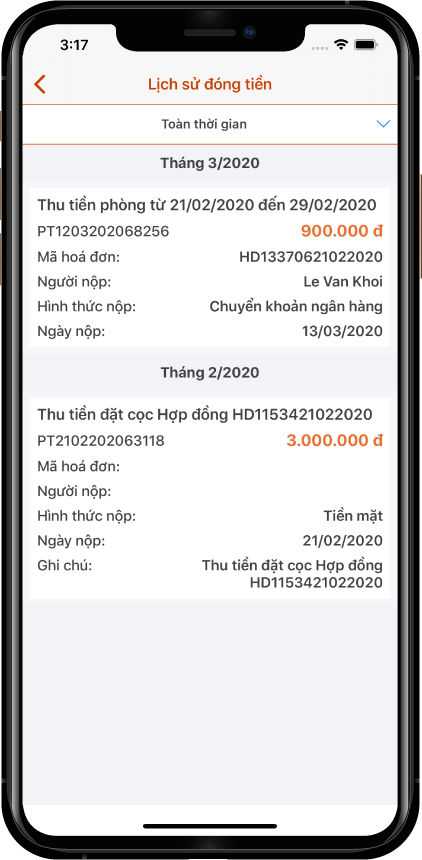 3:17
Lịch sử đóng tiền
Toàn thời gian
Tháng 3/2020
Thu tiền phòng từ 21/02/2020 đến 29/02/2020
PT1203202068256 900.000 đ
Mã hoá đơn: HD13370621022020
Người nộp: Le Van Khoi
Hình thức nộp: Chuyển khoản ngân hàng
Ngày nộp: 13/03/2020
Tháng 2/2020
Thu tiền đặt cọc Hợp đồng HD1153421022020
PT2102202063118 3.000.000 đ
Mã hoá đơn:
Người nộp:
Hình thức nộp: Tiền mặt
Ngày nộp: 21/02/2020
Ghi chú: Thu tiền đặt cọc Hợp đồng
HD1153421022020